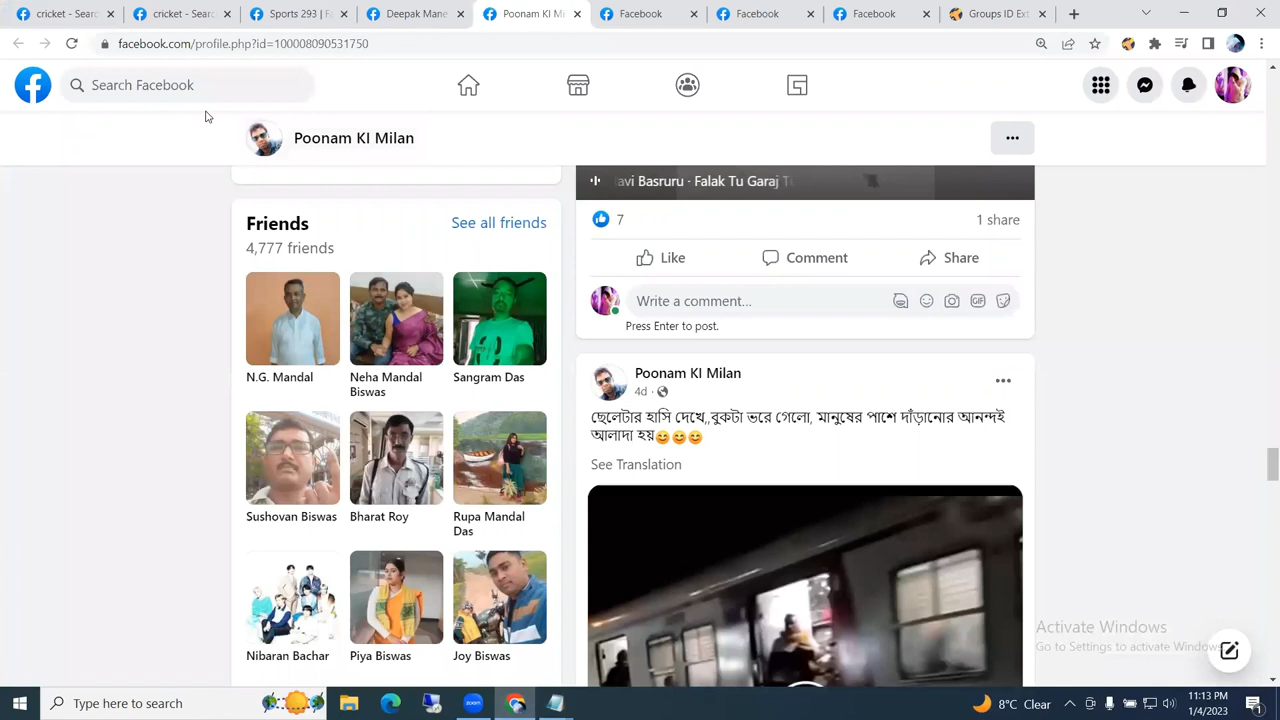 cricket - Sear
cricket - Sear
Sports 293 | F
Deepak Mane
Poonam KI Mi
Facebook
Facebook
Facebook
Groups ID Ext
facebook.com/profile.php?id=100008090531750
Search Facebook
Poonam KI Milan
avi Basruru · Falak Tu Garaj T
Friends
See all friends
4,777 friends
7
1 share
Like
Comment
Share
Write a comment...
GIF
Press Enter to post.
N.G. Mandal
Neha Mandal
Biswas
Sangram Das
Poonam KI Milan
4d ·
ছেলেটার হাসি দেখে,,বুকটা ভরে গেলো, মানুষের পাশে দাঁড়ানোর আনন্দই
আলাদা হয়😊😊😊
See Translation
Sushovan Biswas
Bharat Roy
Rupa Mandal
Das
Nibaran Bachar
Piya Biswas
Joy Biswas
Activate Windows
Go to Settings to activate Windows
Type here to search
zoom
8°C Clear
11:13 PM
1/4/2023
1